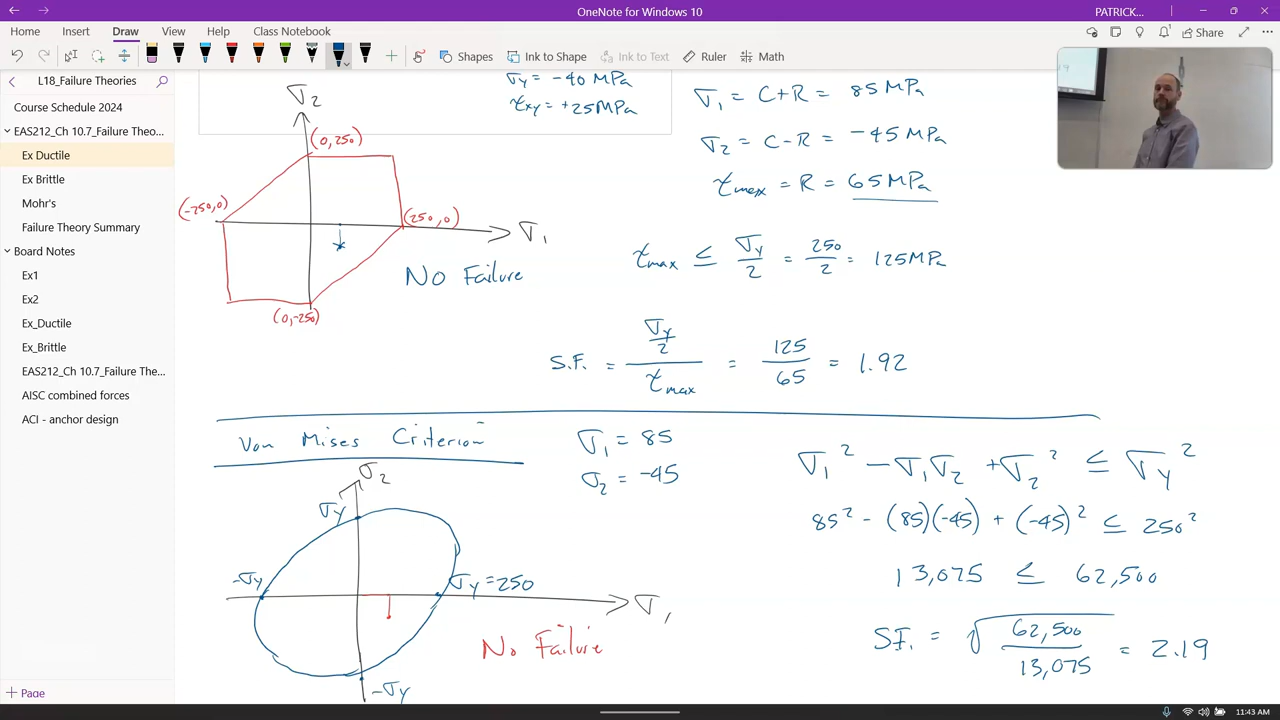 OneNote for Windows 10
PATRICK...
Home
Insert
Draw
View
Help
Class Notebook
Share
Shapes
Ink to Shape
Ink to Text
Ruler
Math
L18_Failure Theories
Course Schedule 2024
EAS212_Ch 10.7_Failure Theo...
Ex Ductile
Ex Brittle
Mohr's
Failure Theory Summary
Board Notes
Ex1
Ex2
Ex_Ductile
Ex_Brittle
EAS212_Ch 10.7_Failure The...
AISC combined forces
ACI - anchor design
Page
σy = -40 MPa
τxy = +25MPa
σ2
(0,250)
(-250,0)
(250,0)
σ1
(0,-250)
No Failure
σ1 = C+R = 85 MPa
σ2 = C-R = -45 MPa
τmax = R = 65 MPa
τmax ≤ σy/2 = 250/2 = 125MPa
S.F. = (σy/2)/τmax = 125/65 = 1.92
Von Mises Criterion
σ1 = 85
σ2 = -45
σ2
σy
-σy
σy = 250
σ1
-σy
No Failure
σ1² - σ1σ2 + σ2² ≤ σy²
85² - (85)(-45) + (-45)² ≤ 250²
13,075 ≤ 62,500
S.F. = √(62,500/13,075) = 2.19
11:43 AM